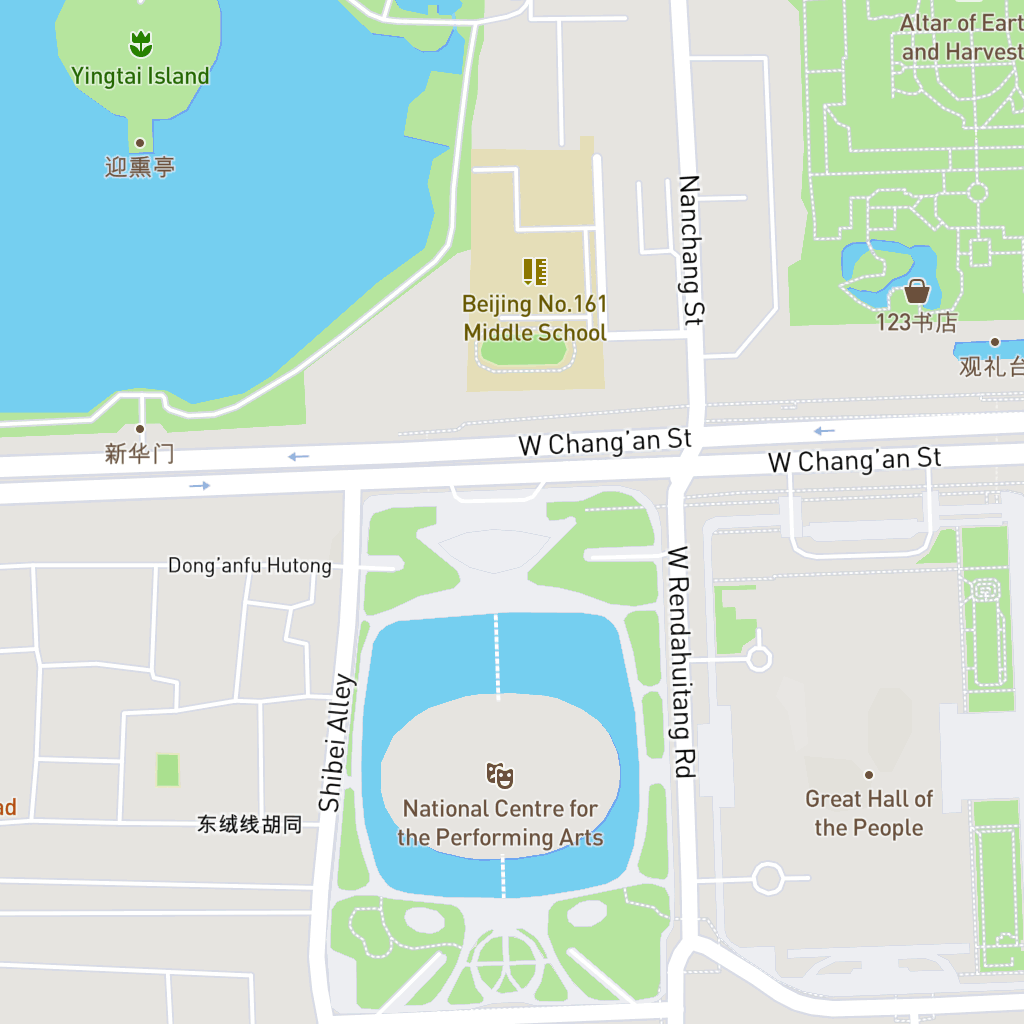 Altar of Eart
and Harvest
Yingtai Island
迎熏亭
Nanchang St
Beijing No.161
Middle School
123书店
观礼台
新华门
W Chang'an St
W Chang'an St
Dong'anfu Hutong
W Rendahuitang Rd
Shibei Alley
National Centre for
the Performing Arts
Great Hall of
the People
ad
东绒线胡同